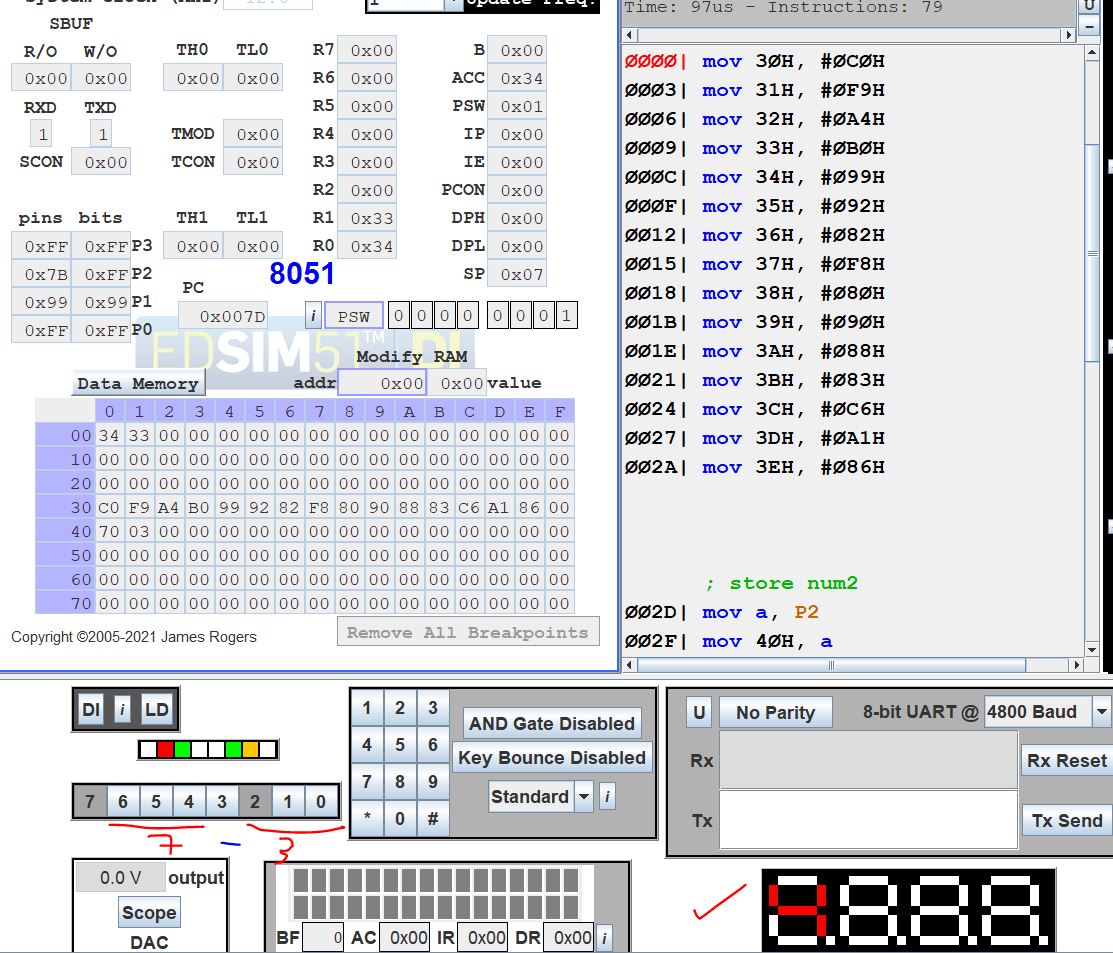 System Clock (MHz) 12.0
1 Update Freq.
SBUF
R/O W/O TH0 TL0 R7 0x00 B 0x00
0x00 0x00 0x00 0x00 R6 0x00 ACC 0x34
RXD TXD R5 0x00 PSW 0x01
1 1 TMOD 0x00 R4 0x00 IP 0x00
SCON 0x00 TCON 0x00 R3 0x00 IE 0x00
R2 0x00 PCON 0x00
pins bits TH1 TL1 R1 0x33 DPH 0x00
0xFF 0xFF P3 0x00 0x00 R0 0x34 DPL 0x00
0x7B 0xFF P2 8051 SP 0x07
0x99 0x99 P1 PC
0xFF 0xFF P0 0x007D i PSW 0 0 0 0 0 0 0 1
EDSIM51™ DI
Modify RAM
Data Memory addr 0x00 0x00 value
0 1 2 3 4 5 6 7 8 9 A B C D E F
00 34 33 00 00 00 00 00 00 00 00 00 00 00 00 00 00
10 00 00 00 00 00 00 00 00 00 00 00 00 00 00 00 00
20 00 00 00 00 00 00 00 00 00 00 00 00 00 00 00 00
30 C0 F9 A4 B0 99 92 82 F8 80 90 88 83 C6 A1 86 00
40 70 03 00 00 00 00 00 00 00 00 00 00 00 00 00 00
50 00 00 00 00 00 00 00 00 00 00 00 00 00 00 00 00
60 00 00 00 00 00 00 00 00 00 00 00 00 00 00 00 00
70 00 00 00 00 00 00 00 00 00 00 00 00 00 00 00 00
Copyright ©2005-2021 James Rogers Remove All Breakpoints
Time: 97us - Instructions: 79
U
-
0000| mov 30H, #0C0H
0003| mov 31H, #0F9H
0006| mov 32H, #0A4H
0009| mov 33H, #0B0H
000C| mov 34H, #099H
000F| mov 35H, #092H
0012| mov 36H, #082H
0015| mov 37H, #0F8H
0018| mov 38H, #080H
001B| mov 39H, #090H
001E| mov 3AH, #088H
0021| mov 3BH, #083H
0024| mov 3CH, #0C6H
0027| mov 3DH, #0A1H
002A| mov 3EH, #086H
; store num2
002D| mov a, P2
002F| mov 40H, a
DI i LD
7 6 5 4 3 2 1 0
7 - 3
0.0 V output
Scope
DAC
1 2 3
4 5 6
7 8 9
* 0 #
AND Gate Disabled
Key Bounce Disabled
Standard i
BF 0 AC 0x00 IR 0x00 DR 0x00 i
U No Parity 8-bit UART @ 4800 Baud
Rx Rx Reset
Tx Tx Send
4.8.8.8.